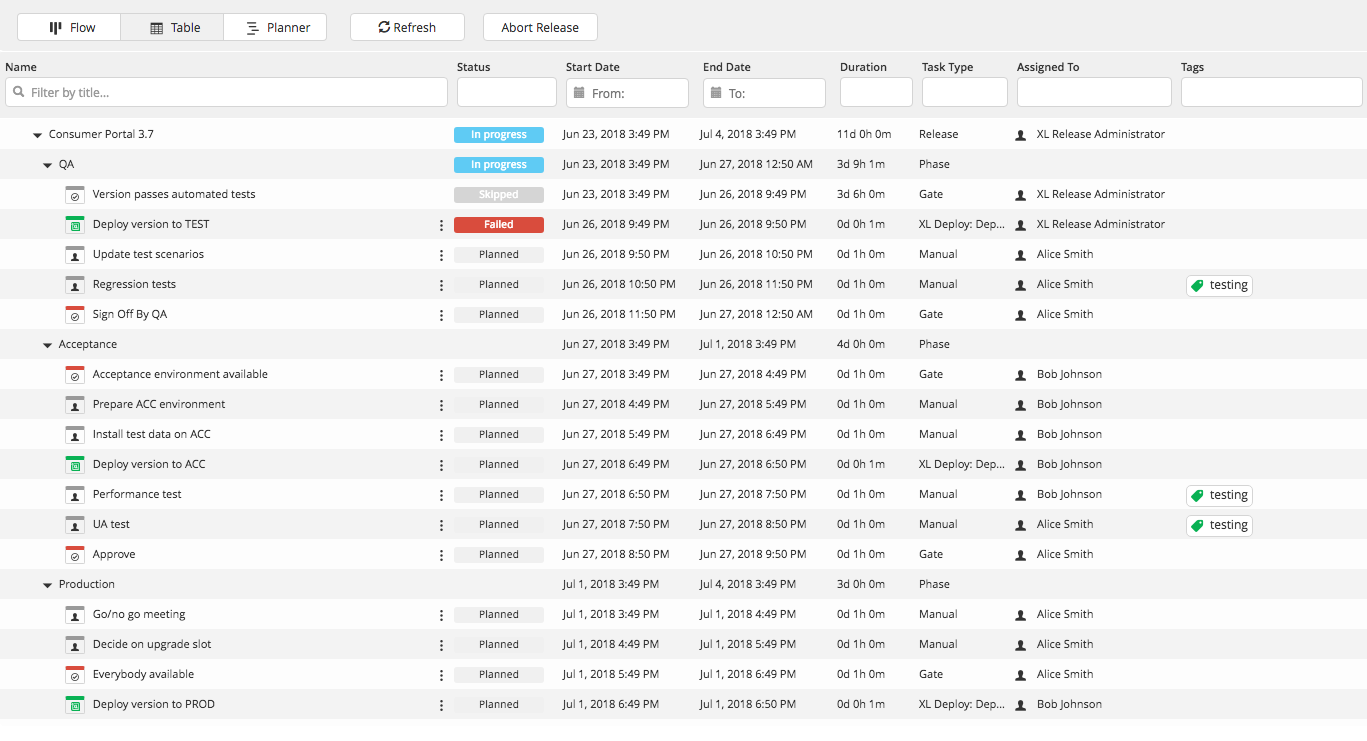 Flow Table Planner Refresh Abort Release
Name Status Start Date End Date Duration Task Type Assigned To Tags
Filter by title... From: To:
Consumer Portal 3.7 In progress Jun 23, 2018 3:49 PM Jul 4, 2018 3:49 PM 11d 0h 0m Release XL Release Administrator
QA In progress Jun 23, 2018 3:49 PM Jun 27, 2018 12:50 AM 3d 9h 1m Phase
Version passes automated tests Skipped Jun 23, 2018 3:49 PM Jun 26, 2018 9:49 PM 3d 6h 0m Gate XL Release Administrator
Deploy version to TEST Failed Jun 26, 2018 9:49 PM Jun 26, 2018 9:50 PM 0d 0h 1m XL Deploy: Dep... XL Release Administrator
Update test scenarios Planned Jun 26, 2018 9:50 PM Jun 26, 2018 10:50 PM 0d 1h 0m Manual Alice Smith
Regression tests Planned Jun 26, 2018 10:50 PM Jun 26, 2018 11:50 PM 0d 1h 0m Manual Alice Smith testing
Sign Off By QA Planned Jun 26, 2018 11:50 PM Jun 27, 2018 12:50 AM 0d 1h 0m Gate Alice Smith
Acceptance Jun 27, 2018 3:49 PM Jul 1, 2018 3:49 PM 4d 0h 0m Phase
Acceptance environment available Planned Jun 27, 2018 3:49 PM Jun 27, 2018 4:49 PM 0d 1h 0m Gate Bob Johnson
Prepare ACC environment Planned Jun 27, 2018 4:49 PM Jun 27, 2018 5:49 PM 0d 1h 0m Manual Bob Johnson
Install test data on ACC Planned Jun 27, 2018 5:49 PM Jun 27, 2018 6:49 PM 0d 1h 0m Manual Bob Johnson
Deploy version to ACC Planned Jun 27, 2018 6:49 PM Jun 27, 2018 6:50 PM 0d 0h 1m XL Deploy: Dep... Bob Johnson
Performance test Planned Jun 27, 2018 6:50 PM Jun 27, 2018 7:50 PM 0d 1h 0m Manual Bob Johnson testing
UA test Planned Jun 27, 2018 7:50 PM Jun 27, 2018 8:50 PM 0d 1h 0m Manual Alice Smith testing
Approve Planned Jun 27, 2018 8:50 PM Jun 27, 2018 9:50 PM 0d 1h 0m Gate Alice Smith
Production Jul 1, 2018 3:49 PM Jul 4, 2018 3:49 PM 3d 0h 0m Phase
Go/no go meeting Planned Jul 1, 2018 3:49 PM Jul 1, 2018 4:49 PM 0d 1h 0m Manual Alice Smith
Decide on upgrade slot Planned Jul 1, 2018 4:49 PM Jul 1, 2018 5:49 PM 0d 1h 0m Manual Alice Smith
Everybody available Planned Jul 1, 2018 5:49 PM Jul 1, 2018 6:49 PM 0d 1h 0m Gate Alice Smith
Deploy version to PROD Planned Jul 1, 2018 6:49 PM Jul 1, 2018 6:50 PM 0d 0h 1m XL Deploy: Dep... Bob Johnson